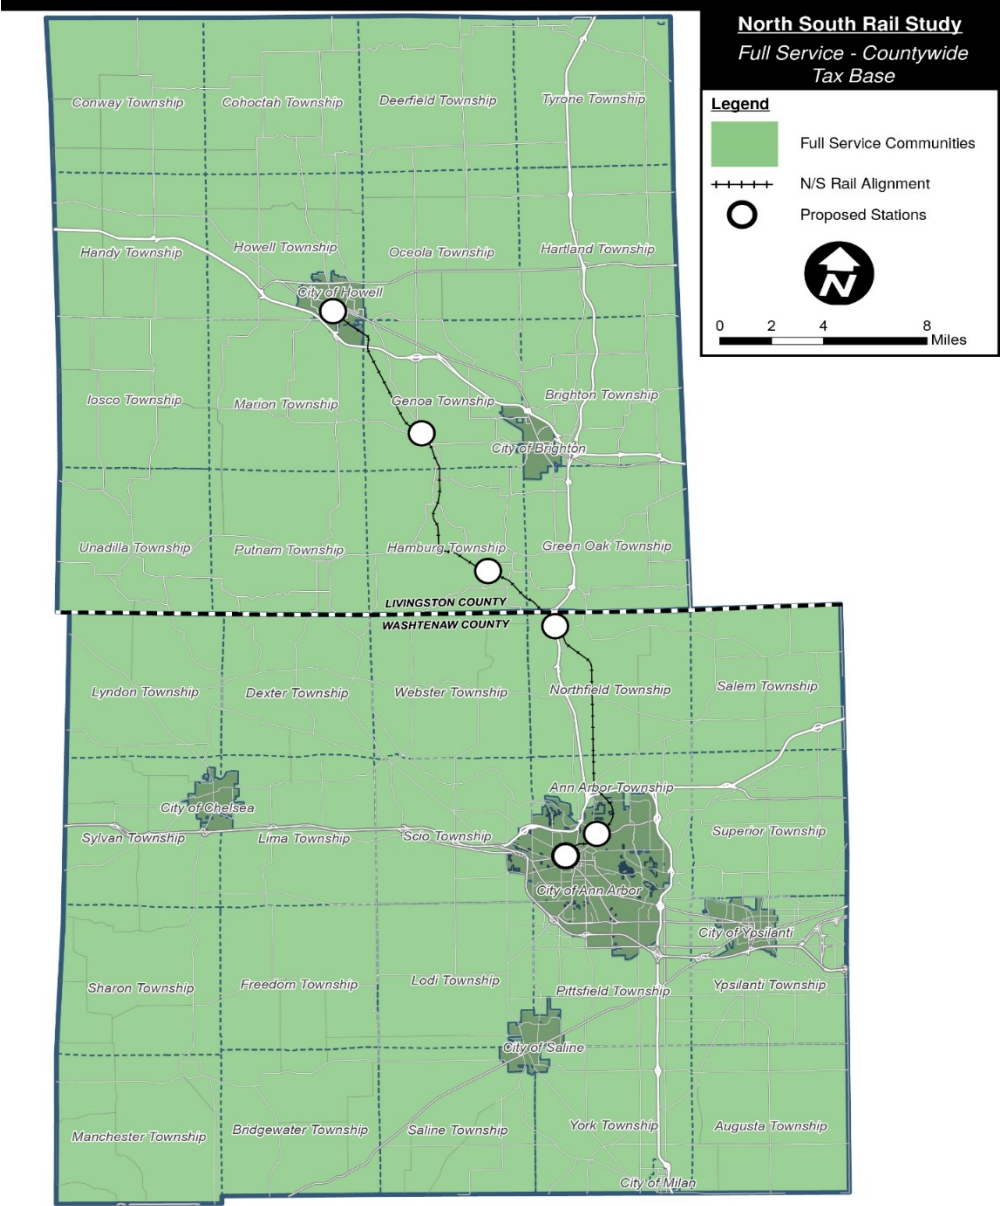 North South Rail Study
Full Service - Countywide
Tax Base
Legend
Full Service Communities
N/S Rail Alignment
Proposed Stations
N
0 2 4 8
Miles
Conway Township
Cohoctah Township
Deerfield Township
Tyrone Township
Handy Township
Howell Township
Oceola Township
Hartland Township
City of Howell
Iosco Township
Marion Township
Genoa Township
Brighton Township
City of Brighton
Unadilla Township
Putnam Township
Hamburg Township
Green Oak Township
LIVINGSTON COUNTY
WASHTENAW COUNTY
Lyndon Township
Dexter Township
Webster Township
Northfield Township
Salem Township
Ann Arbor Township
City of Chelsea
Sylvan Township
Lima Township
Scio Township
Superior Township
City of Ann Arbor
City of Ypsilanti
Sharon Township
Freedom Township
Lodi Township
Pittsfield Township
Ypsilanti Township
City of Saline
Manchester Township
Bridgewater Township
Saline Township
York Township
Augusta Township
City of Milan